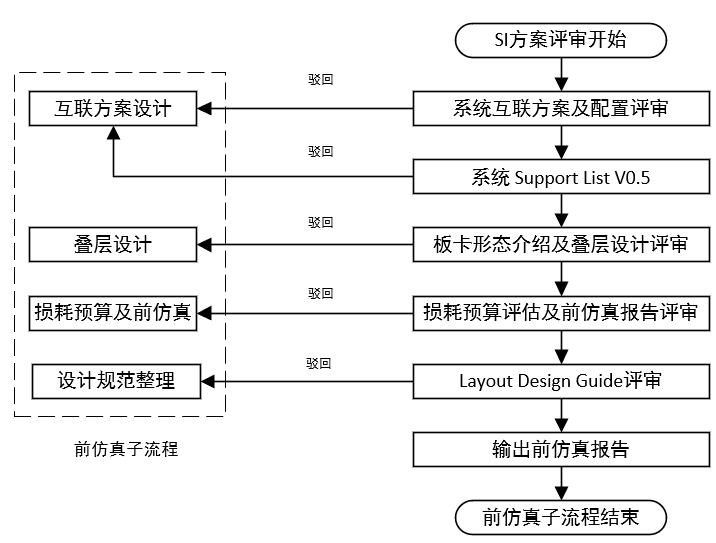 SI方案评审开始
驳回
互联方案设计
系统互联方案及配置评审
驳回
系统 Support List V0.5
驳回
叠层设计
板卡形态介绍及叠层设计评审
驳回
损耗预算及前仿真
损耗预算评估及前仿真报告评审
驳回
设计规范整理
Layout Design Guide评审
前仿真子流程
输出前仿真报告
前仿真子流程结束